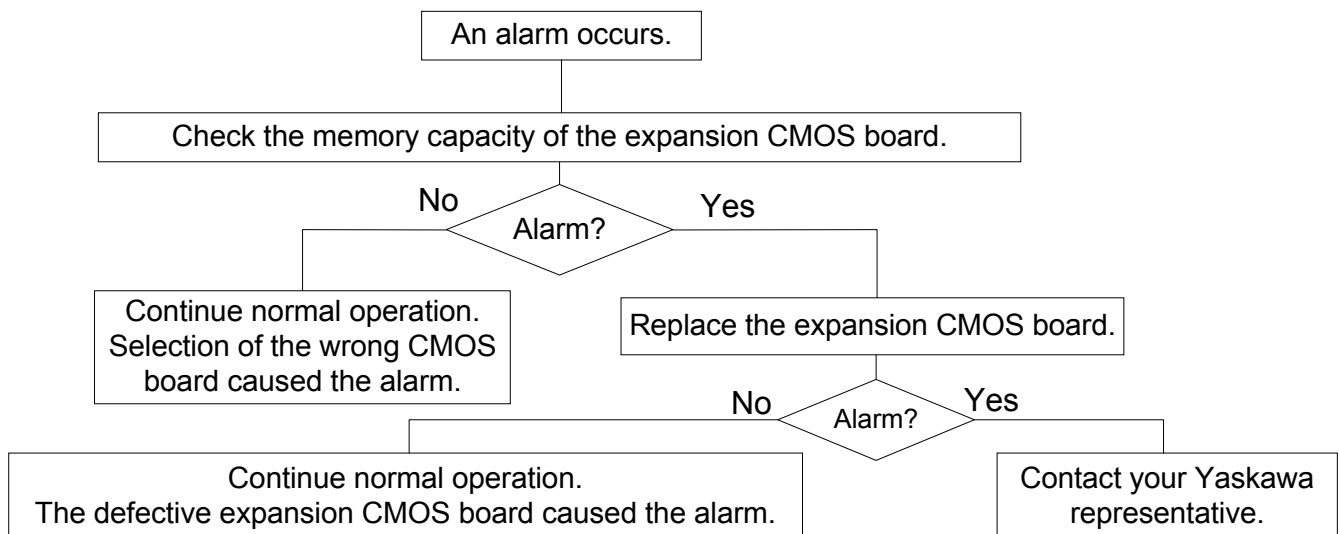 An alarm occurs.
Check the memory capacity of the expansion CMOS board.
No
Yes
Alarm?
Continue normal operation.
Selection of the wrong CMOS
board caused the alarm.
Replace the expansion CMOS board.
No
Yes
Alarm?
Continue normal operation.
The defective expansion CMOS board caused the alarm.
Contact your Yaskawa
representative.